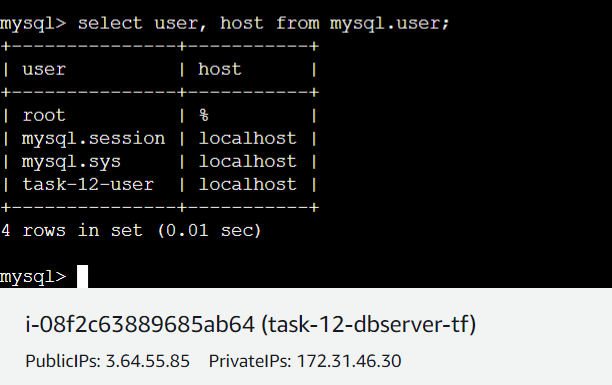 mysql> select user, host from mysql.user;
+---------------+-----------+
| user          | host      |
+---------------+-----------+
| root          | %         |
| mysql.session | localhost |
| mysql.sys     | localhost |
| task-12-user  | localhost |
+---------------+-----------+
4 rows in set (0.01 sec)
mysql>
i-08f2c63889685ab64 (task-12-dbserver-tf)
PublicIPs: 3.64.55.85 PrivateIPs: 172.31.46.30